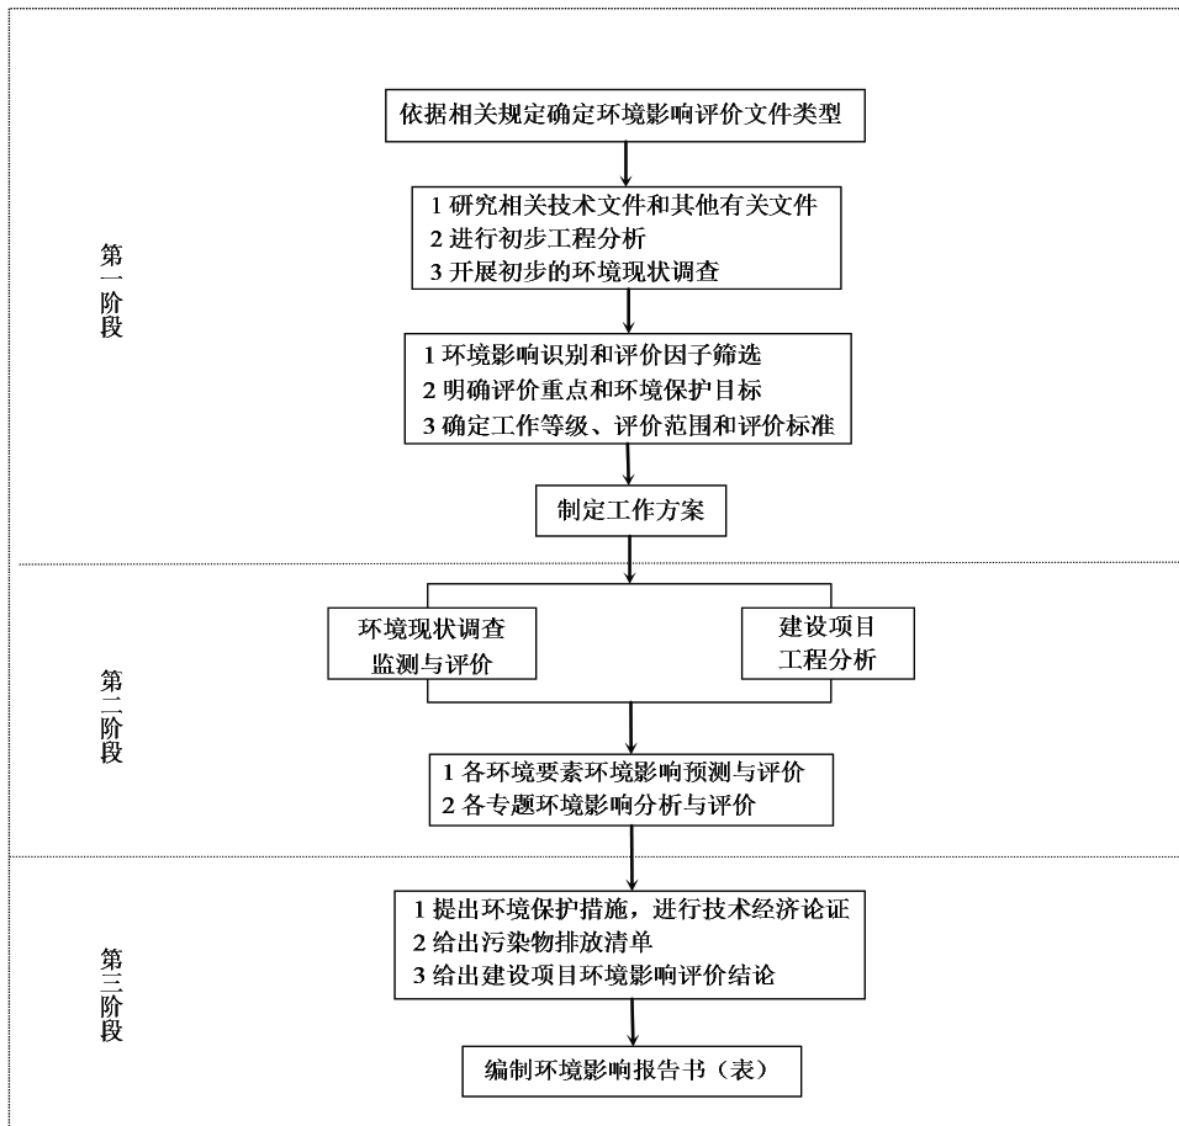 依据相关规定确定环境影响评价文件类型
1 研究相关技术文件和其他有关文件
2 进行初步工程分析
3 开展初步的环境现状调查
第一阶段
1 环境影响识别和评价因子筛选
2 明确评价重点和环境保护目标
3 确定工作等级、评价范围和评价标准
制定工作方案
环境现状调查
监测与评价
建设项目
工程分析
第二阶段
1 各环境要素环境影响预测与评价
2 各专题环境影响分析与评价
1 提出环境保护措施，进行技术经济论证
2 给出污染物排放清单
3 给出建设项目环境影响评价结论
第三阶段
编制环境影响报告书（表）